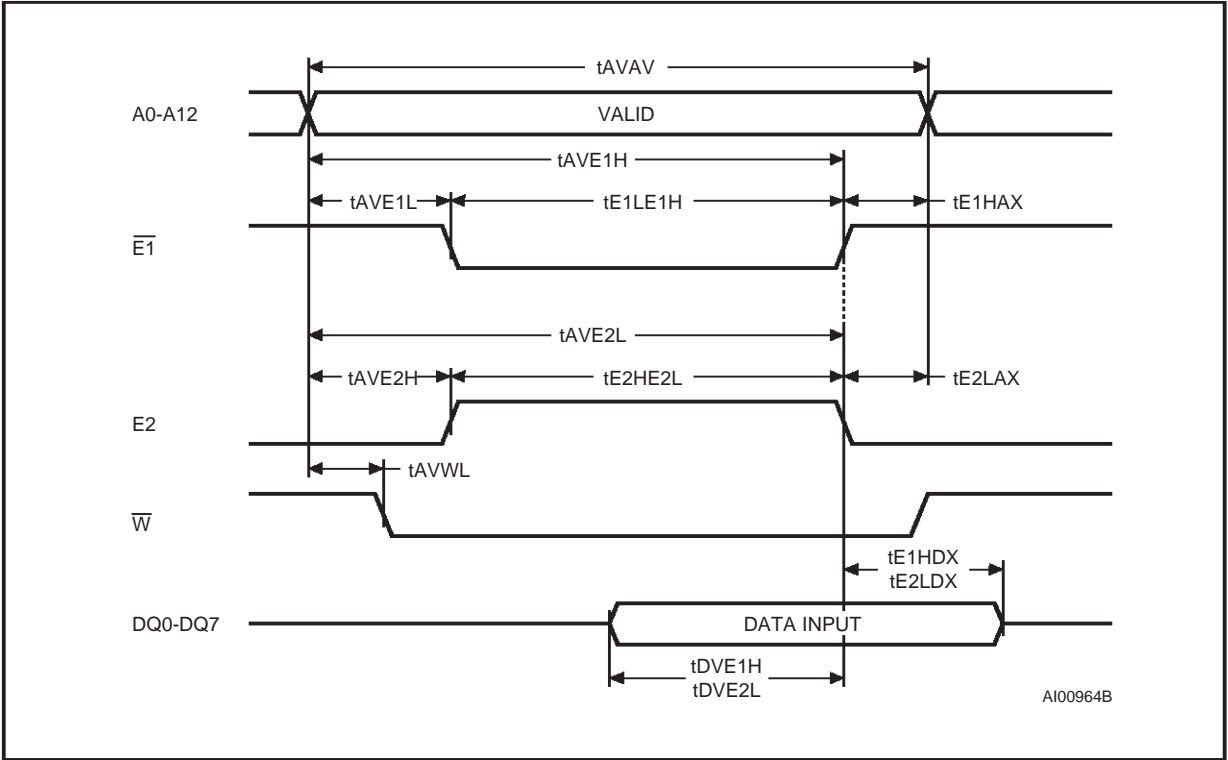 tAVAV
A0-A12
VALID
tAVE1H
tAVE1L
tE1LE1H
tE1HAX
E1
tAVE2L
tAVE2H
tE2HE2L
tE2LAX
E2
tAVWL
W
tE1HDX
tE2LDX
DQ0-DQ7
DATA INPUT
tDVE1H
tDVE2L
AI00964B